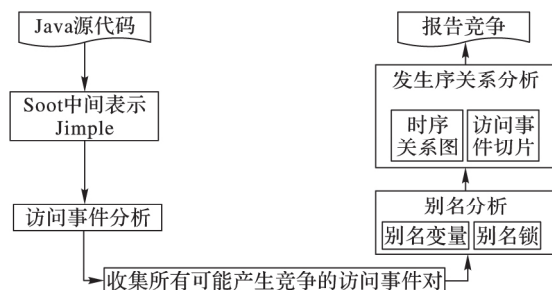 Java源代码
Soot中间表示
Jimple
访问事件分析
收集所有可能产生竞争的访问事件对
报告竞争
发生序关系分析
时序
关系图
访问事
件切片
别名分析
别名变量
别名锁